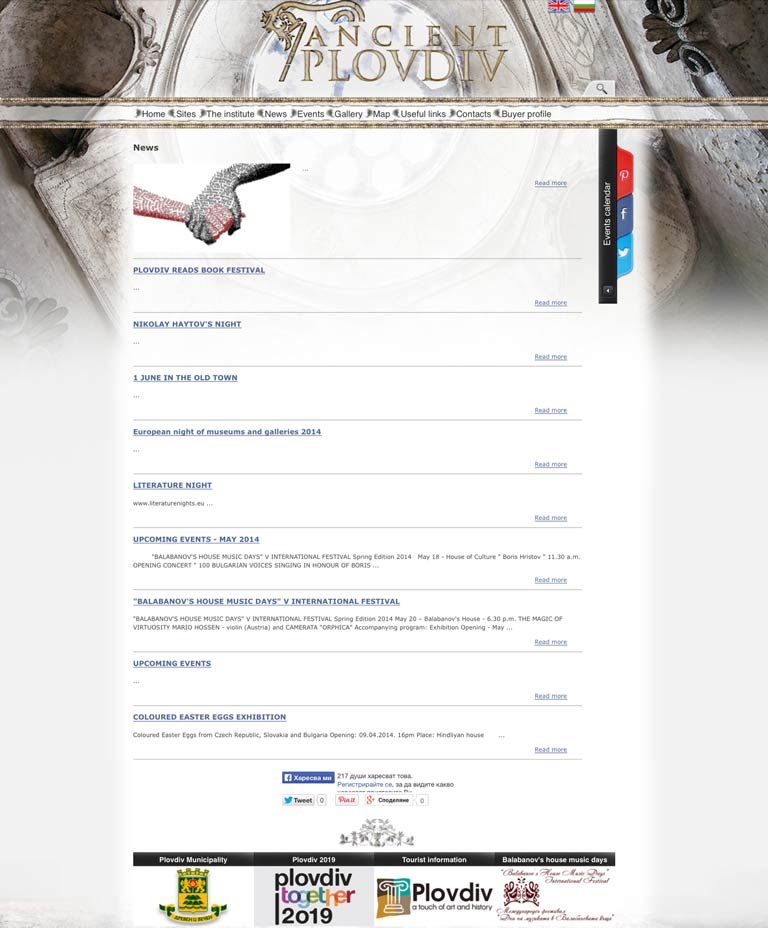 ANCIENT
PLOVDIV
Home Sites The institute News Events Gallery Map Useful links Contacts Buyer profile
News
...
Read more
Events calendar
PLOVDIV READS BOOK FESTIVAL
...
Read more
NIKOLAY HAYTOV'S NIGHT
...
Read more
1 JUNE IN THE OLD TOWN
...
Read more
European night of museums and galleries 2014
...
Read more
LITERATURE NIGHT
www.literaturenights.eu ...
Read more
UPCOMING EVENTS - MAY 2014
"BALABANOV'S HOUSE MUSIC DAYS" V INTERNATIONAL FESTIVAL Spring Edition 2014 May 18 - House of Culture " Boris Hristov " 11.30 a.m.
OPENING CONCERT " 100 BULGARIAN VOICES SINGING IN HONOUR OF BORIS ...
Read more
"BALABANOV'S HOUSE MUSIC DAYS" V INTERNATIONAL FESTIVAL
"BALABANOV'S HOUSE MUSIC DAYS" V INTERNATIONAL FESTIVAL Spring Edition 2014 May 20 – Balabanov's House - 6.30 p.m. THE MAGIC OF
VIRTUOSITY MARIO HOSSEN - violin (Austria) and CAMERATA "ORPHICA" Accompanying program: Exhibition Opening - May ...
Read more
UPCOMING EVENTS
...
Read more
COLOURED EASTER EGGS EXHIBITION
Coloured Easter Eggs from Czech Republic, Slovakia and Bulgaria Opening: 09.04.2014. 16pm Place: Hindliyan house ...
Read more
Харесва ми 217 души харесват това.
Регистрирайте се, за да видите какво
Tweet 0 Pin it Споделяне 0
Plovdiv Municipality Plovdiv 2019 Tourist information Balabanov's house music days
plovdiv
together
2019
Plovdiv
a touch of art and history
"Balabanov's House Music Days"
International Festival
Международен фестивал
"Дни на музиката в Балабановата къща"